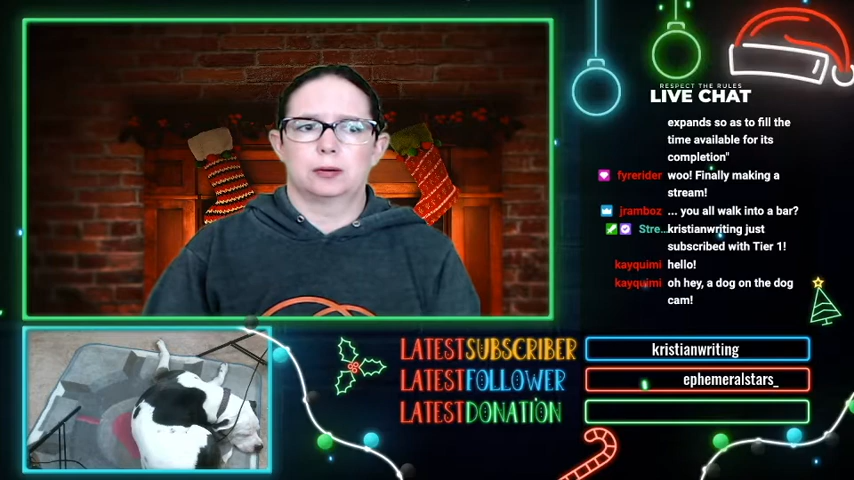 RESPECT THE RULES
LIVE CHAT
expands so as to fill the
time available for its
completion"
fyrerider woo! Finally making a
stream!
jramboz ... you all walk into a bar?
Stre... kristianwriting just
subscribed with Tier 1!
kayquimi hello!
kayquimi oh hey, a dog on the dog
cam!
LATESTSUBSCRIBER kristianwriting
LATESTFOLLOWER ephemeralstars_
LATESTDONATION